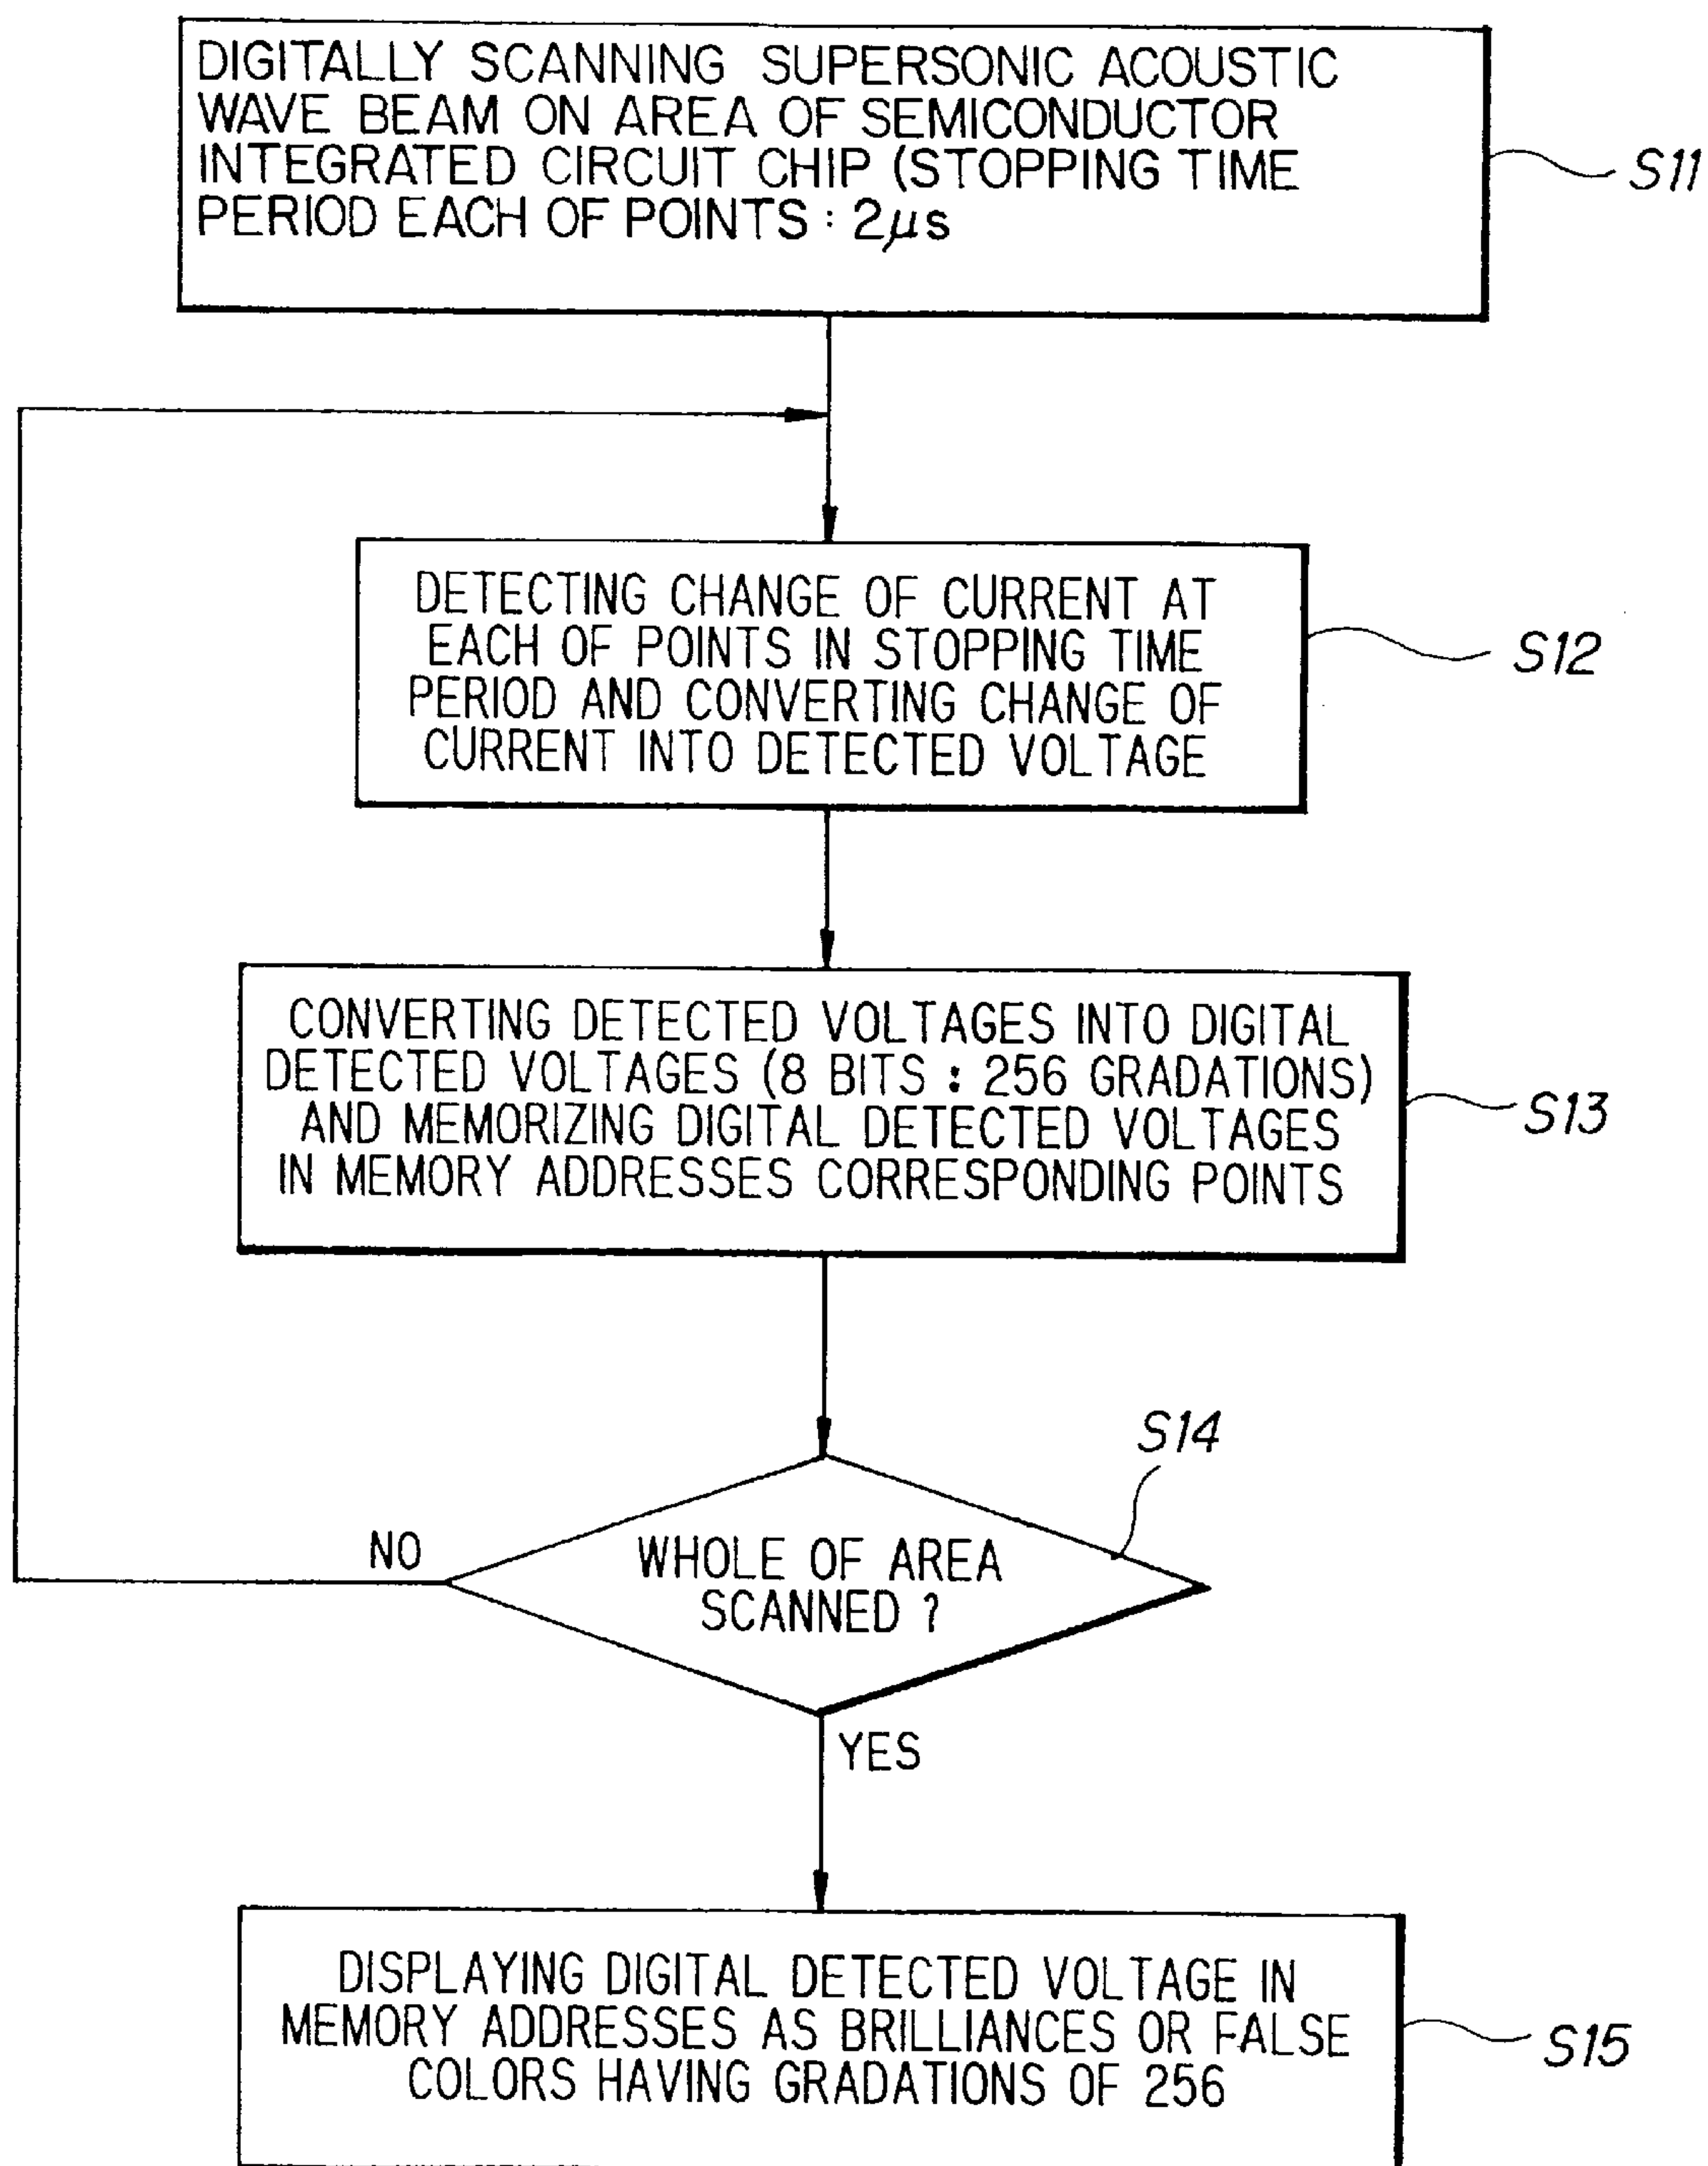 DIGITALLY SCANNING SUPERSONIC ACOUSTIC
WAVE BEAM ON AREA OF SEMICONDUCTOR
INTEGRATED CIRCUIT CHIP (STOPPING TIME
PERIOD EACH OF POINTS : 2μs
S11
DETECTING CHANGE OF CURRENT AT
EACH OF POINTS IN STOPPING TIME
PERIOD AND CONVERTING CHANGE OF
CURRENT INTO DETECTED VOLTAGE
S12
CONVERTING DETECTED VOLTAGES INTO DIGITAL
DETECTED VOLTAGES (8 BITS : 256 GRADATIONS)
AND MEMORIZING DIGITAL DETECTED VOLTAGES
IN MEMORY ADDRESSES CORRESPONDING POINTS
S13
S14
NO
WHOLE OF AREA
SCANNED ?
YES
DISPLAYING DIGITAL DETECTED VOLTAGE IN
MEMORY ADDRESSES AS BRILLIANCES OR FALSE
COLORS HAVING GRADATIONS OF 256
S15